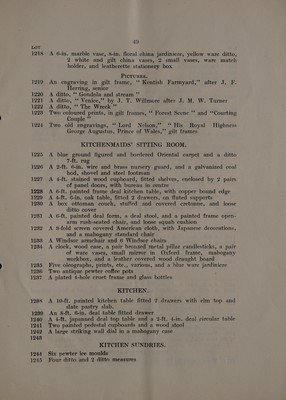 40
LOT
1218 A 6-in. marble vase, 8-in. floral china jardiniere, yellow ware ditto,
2 white and gilt china vases, 2 small vases, ware match
holder, and leatherette stationery box
PICTURES.
1219 An engraving in gilt frame, “ Kentish Farmyard,” after J. F.
Herring, senior
1220 A ditto, “ Gondola and stream ”
1221 A ditto, “ Venice,” by J. T. Willmore after J. M. W. Turner
1222 A ditto, “ The Wreck ”
1223 Two coloured prints, in gilt frames, “ Forest Scene ” and “Courting
Couple ”
1224 Two old engravings, “ Lord Nelson,” “ His Royal Highness
George Augustus, Prince of Wales,” gilt frames
KITCHENMAIDS' SITTING ROOM.
1225 A blue ground figured and bordered Oriental carpet and a ditto
7-ft. rug
1226 A 2-ft. 6-in. wire and brass nursery guard, and a galvanized coal
hod, shovel and steel footman
1227 A 4-ft. stained wood cupboard, fitted shelves, enclosed by 2 pairs
of panel doors, with bureau in centre
1228 A 6-ft. painted frame deal kitchen table, with copper bound edge
1229 A 4-ft. 6-in. oak table, fitted 2 drawers, on fluted supports
1230 A box ottoman couch, stuffed and covered cretonne, and loose
ditto cover
1231 A 6-ft. painted deal form, a deal stool, and a painted frame open-
arm rush-seated chair, and loose squab cushion
1232 A 3-fold screen covered American cloth, with Japanese decorations,
and a mahogany standard chair
1233 A Windsor armchair and 3 Windsor chairs
1234 A clock, wood case, a pair bronzed metal pillar candlesticks, a pair
of ware vases, small mirror in Oxford frame, mahogany
workbox, and a leather covered wood draught board
1235 Five oleographs, prints, etc., various, and a blue ware jardiniere
1236 Two antique pewter coffee pots
1237 A plated 4-hole cruet frame and glass bottles
KITCHEN.
1238 A 10-ft. painted kitchen table fitted 2 drawers with elm top and
slate pastry slab.
1239 An 8-ft. 6-in. deal table fitted drawer
1240 A 4-ft. japanned deal top table and a 2-ft. 4-in. deal circular table
1241 Two painted pedestal cupboards and a wood shed
1242 A large striking wall dial in a mahogany case
1243
KITCHEN SUNDRIES.
1244 Six pewter ice moulds
1245 Four ditto and 2 ditto measures